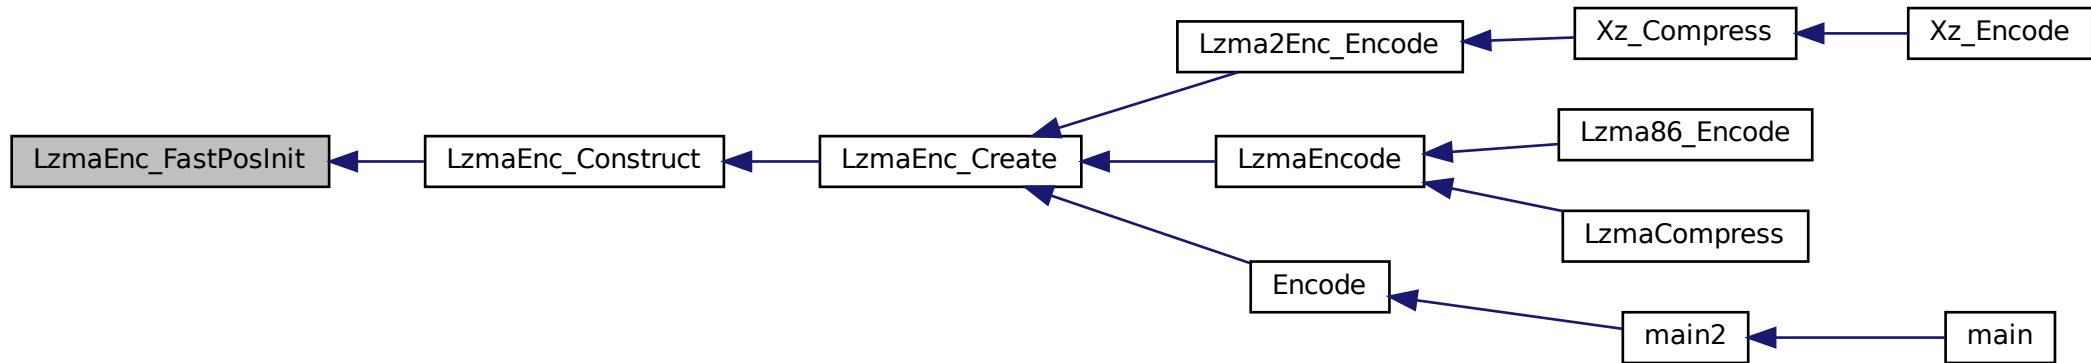 LzmaEnc_FastPosInit
LzmaEnc_Construct
LzmaEnc_Create
Lzma2Enc_Encode
Xz_Compress
Xz_Encode
LzmaEncode
Lzma86_Encode
LzmaCompress
Encode
main2
main